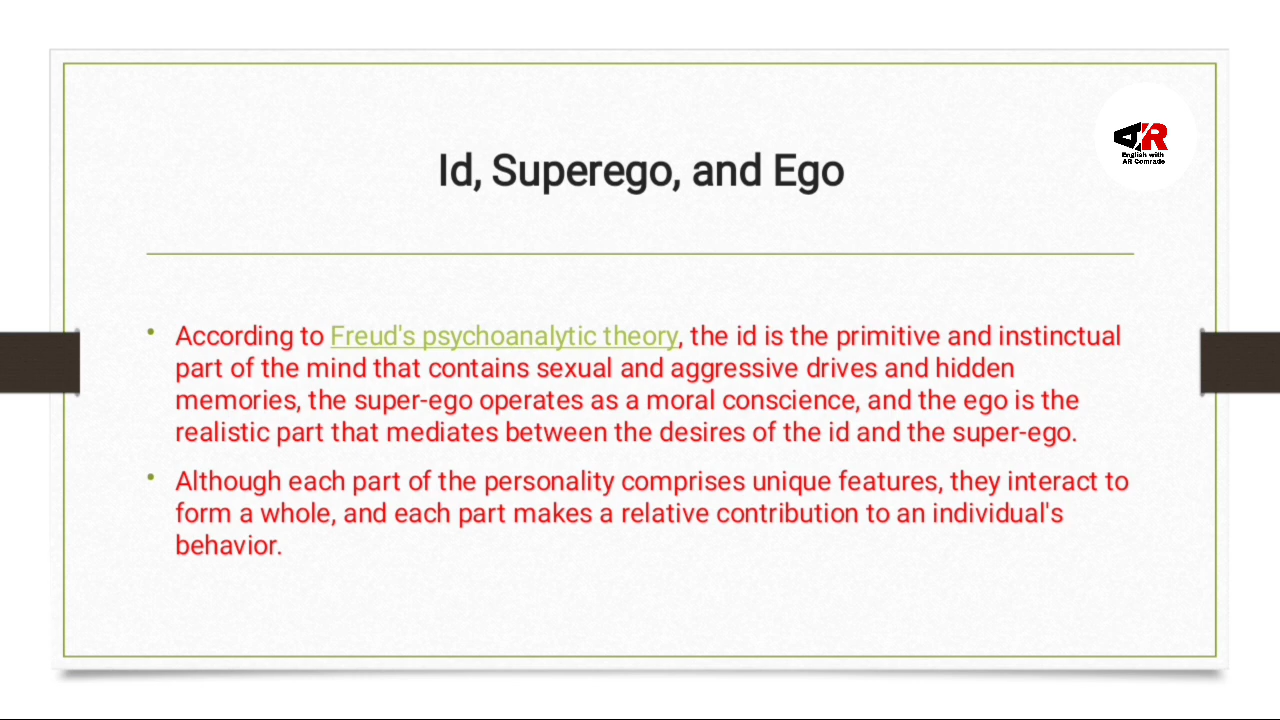 AR
English with
AR Comrade
Id, Superego, and Ego
• According to Freud's psychoanalytic theory, the id is the primitive and instinctual
part of the mind that contains sexual and aggressive drives and hidden
memories, the super-ego operates as a moral conscience, and the ego is the
realistic part that mediates between the desires of the id and the super-ego.
• Although each part of the personality comprises unique features, they interact to
form a whole, and each part makes a relative contribution to an individual's
behavior.